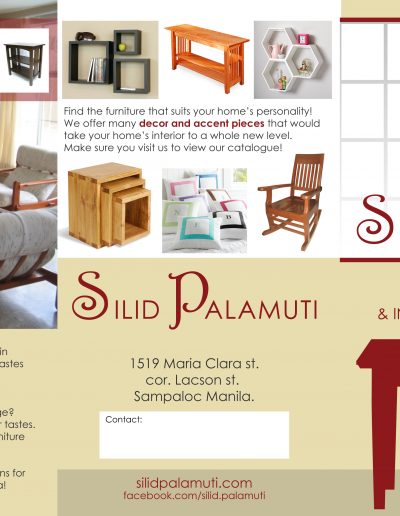 Find the furniture that suits your home's personality!
We offer many decor and accent pieces that would
take your home's interior to a whole new level.
Make sure you visit us to view our catalogue!
SILID PALAMUTI
1519 Maria Clara st.
cor. Lacson st.
Sampaloc Manila.
Contact:
silidpalamuti.com
facebook.com/silid.palamuti
in
tastes
ge?
r tastes.
niture
ns for
a!
S
& IN
B